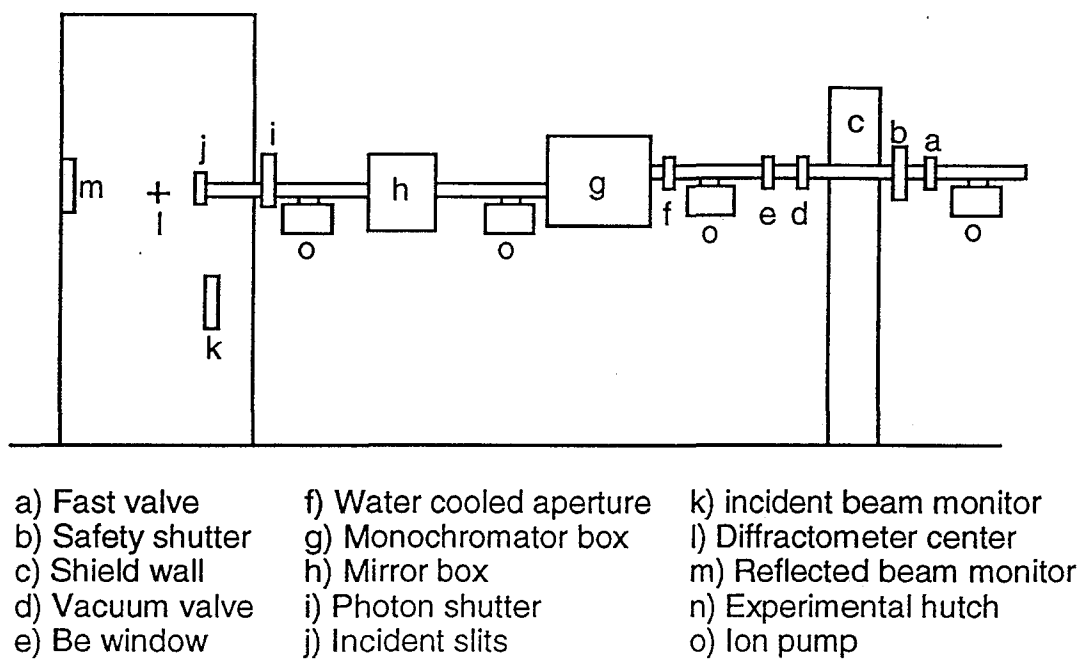 c
b
a
i
j
m
h
g
l
f
e
d
o
o
o
o
k
a) Fast valve
b) Safety shutter
c) Shield wall
d) Vacuum valve
e) Be window
f) Water cooled aperture
g) Monochromator box
h) Mirror box
i) Photon shutter
j) Incident slits
k) incident beam monitor
l) Diffractometer center
m) Reflected beam monitor
n) Experimental hutch
o) Ion pump